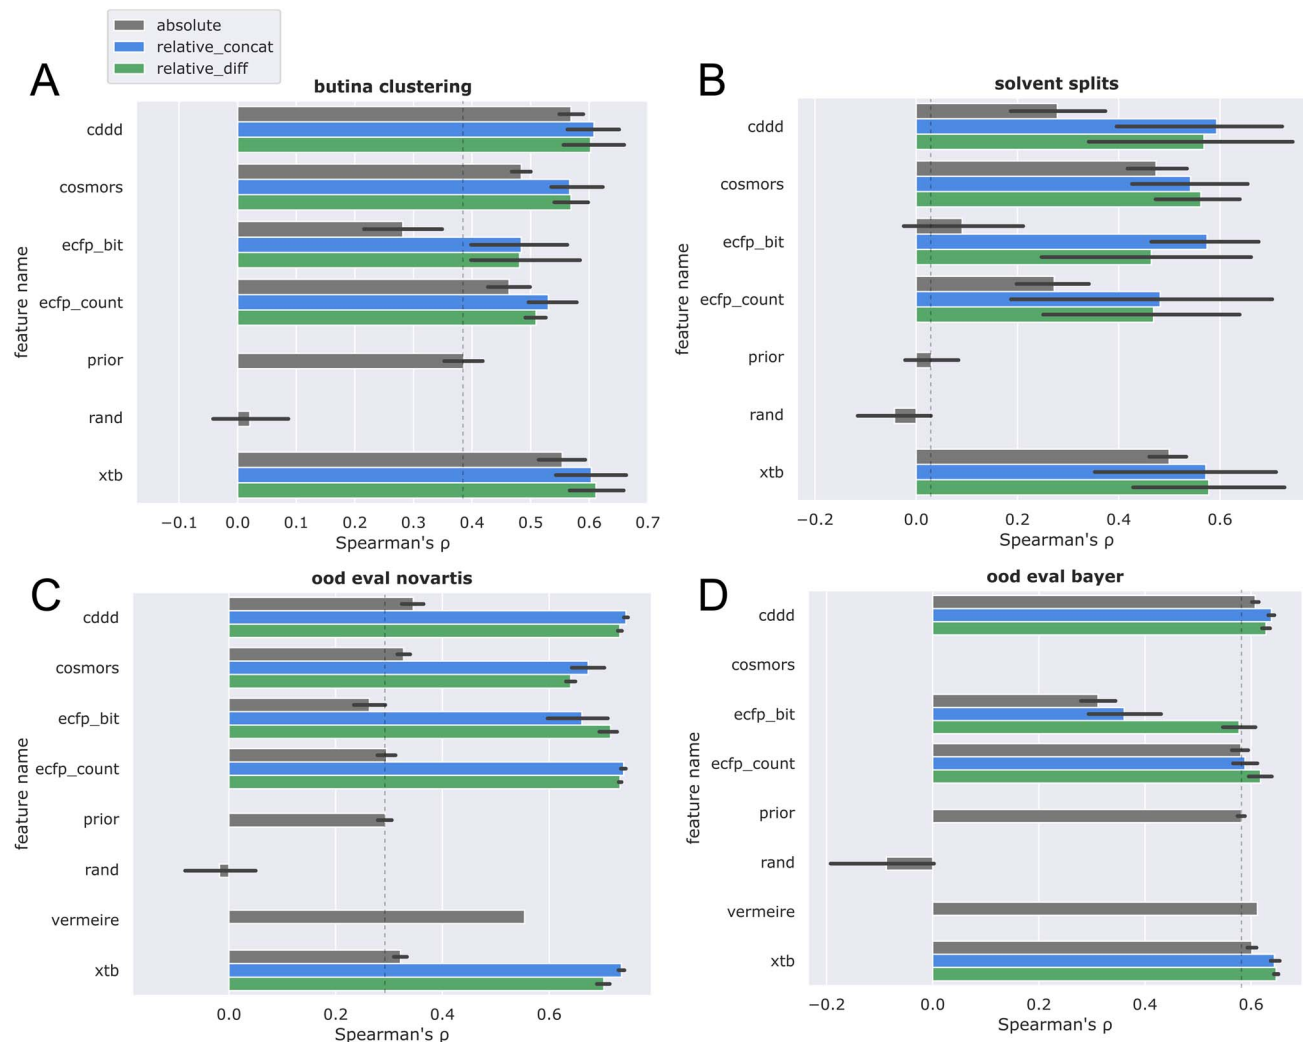 absolute
relative_concat
relative_diff
A
butina clustering
feature name
cddd
cosmors
ecfp_bit
ecfp_count
prior
rand
xtb
−0.1 0.0 0.1 0.2 0.3 0.4 0.5 0.6 0.7
Spearman's ρ
B
solvent splits
feature name
cddd
cosmors
ecfp_bit
ecfp_count
prior
rand
xtb
−0.2 0.0 0.2 0.4 0.6
Spearman's ρ
C
ood eval novartis
feature name
cddd
cosmors
ecfp_bit
ecfp_count
prior
rand
vermeire
xtb
0.0 0.2 0.4 0.6
Spearman's ρ
D
ood eval bayer
feature name
cddd
cosmors
ecfp_bit
ecfp_count
prior
rand
vermeire
xtb
−0.2 0.0 0.2 0.4 0.6
Spearman's ρ